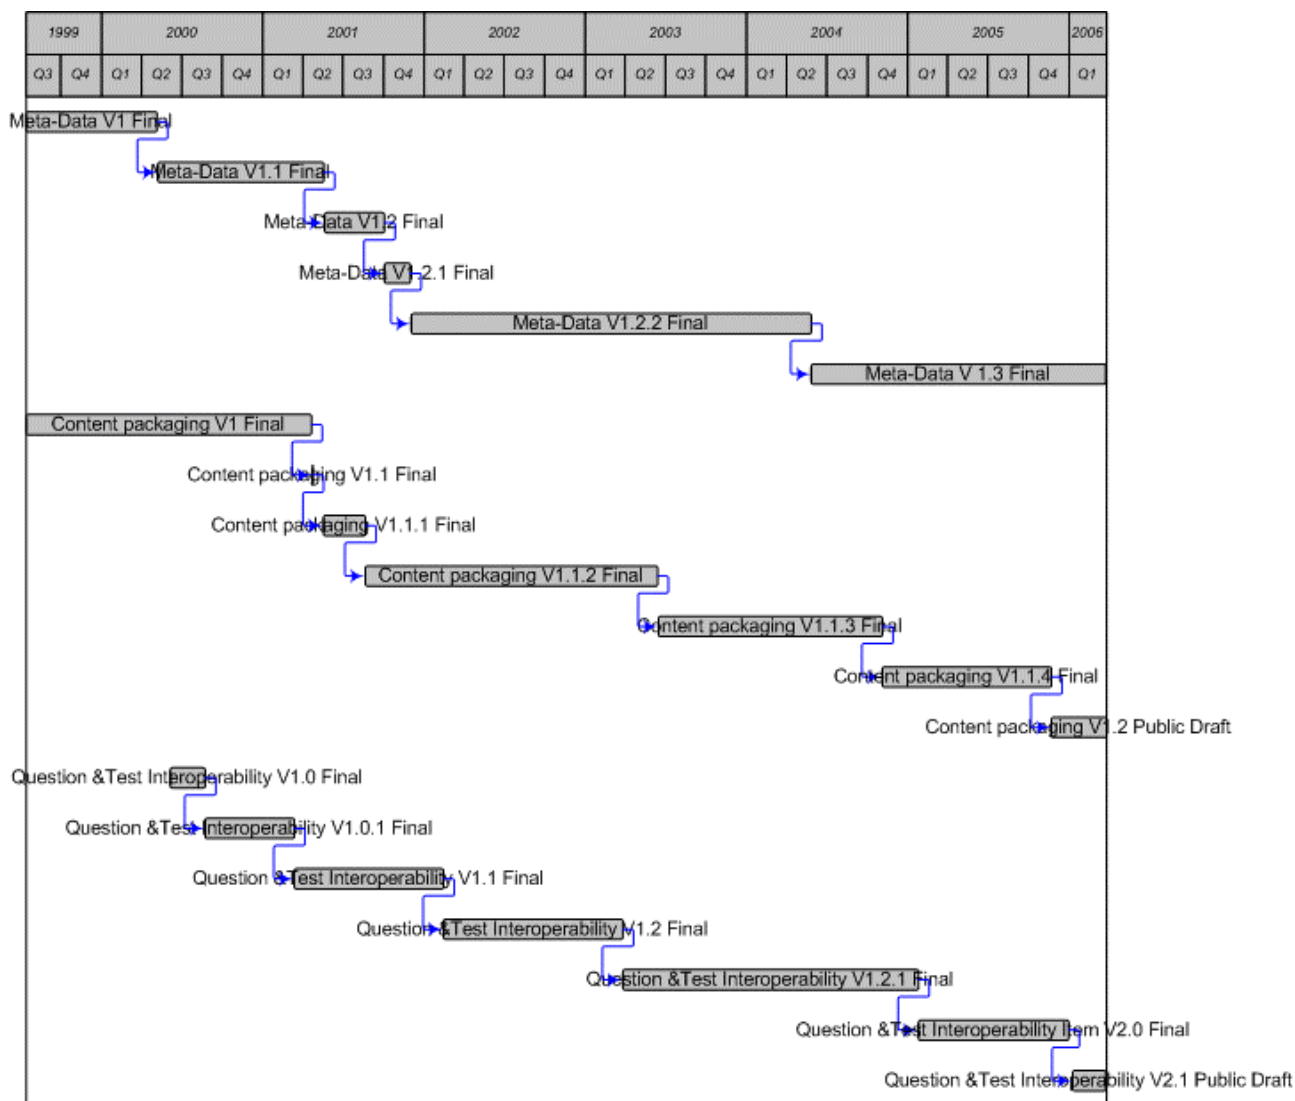 1999 2000 2001 2002 2003 2004 2005 2006
Q3 Q4 Q1 Q2 Q3 Q4 Q1 Q2 Q3 Q4 Q1 Q2 Q3 Q4 Q1 Q2 Q3 Q4 Q1 Q2 Q3 Q4 Q1 Q2 Q3 Q4 Q1
Meta-Data V1 Final
Meta-Data V1.1 Final
Meta-Data V1.2 Final
Meta-Data V1.2.1 Final
Meta-Data V1.2.2 Final
Meta-Data V 1.3 Final
Content packaging V1 Final
Content packaging V1.1 Final
Content packaging V1.1.1 Final
Content packaging V1.1.2 Final
Content packaging V1.1.3 Final
Content packaging V1.1.4 Final
Content packaging V1.2 Public Draft
Question &Test Interoperability V1.0 Final
Question &Test Interoperability V1.0.1 Final
Question &Test Interoperability V1.1 Final
Question &Test Interoperability V1.2 Final
Question &Test Interoperability V1.2.1 Final
Question &Test Interoperability Item V2.0 Final
Question &Test Interoperability V2.1 Public Draft